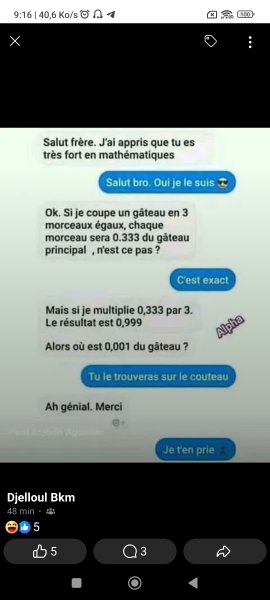 9:16 | 40,6 Ko/s
100
Salut frère. J'ai appris que tu es
très fort en mathématiques
Salut bro. Oui je le suis 😎
Ok. Si je coupe un gâteau en 3
morceaux égaux, chaque
morceau sera 0.333 du gâteau
principal , n'est ce pas ?
C'est exact
Mais si je multiplie 0,333 par 3.
Le résultat est 0,999
Alpha
Alors où est 0,001 du gâteau ?
Tu le trouveras sur le couteau
Ah génial. Merci
Je t'en prie
Djelloul Bkm
48 min
5
5
3